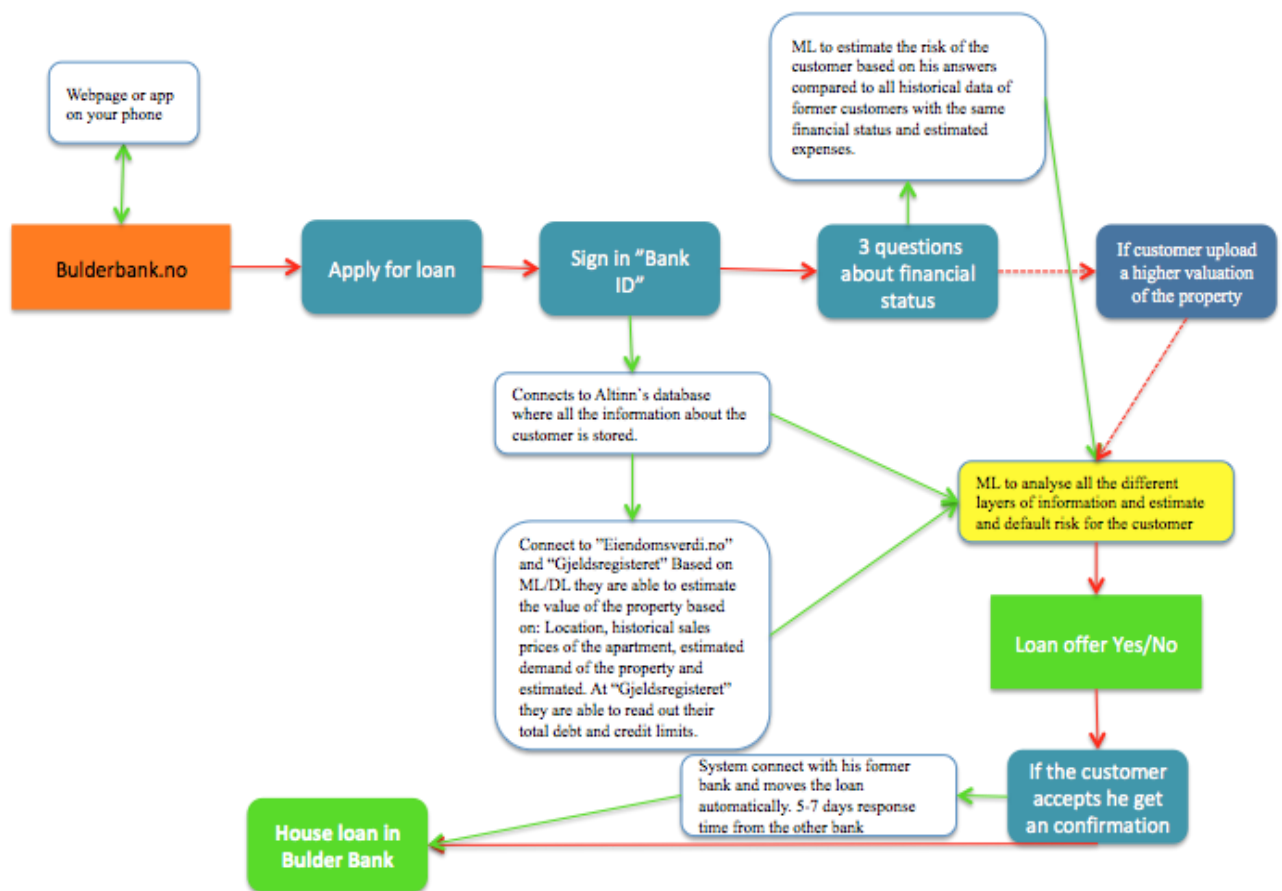 Webpage or app
on your phone
ML to estimate the risk of the
customer based on his answers
compared to all historical data of
former customers with the same
financial status and estimated
expenses.
Bulderbank.no
Apply for loan
Sign in ”Bank
ID”
3 questions
about financial
status
If customer upload
a higher valuation
of the property
Connects to Altinn`s database
where all the information about the
customer is stored.
ML to analyse all the different
layers of information and estimate
and default risk for the customer
Connect to ”Eiendomsverdi.no”
and “Gjeldsregisteret” Based on
ML/DL they are able to estimate
the value of the property based
on: Location, historical sales
prices of the apartment, estimated
demand of the property and
estimated. At “Gjeldsregisteret”
they are able to read out their
total debt and credit limits.
Loan offer Yes/No
System connect with his former
bank and moves the loan
automatically. 5-7 days response
time from the other bank
If the customer
accepts he get
an confirmation
House loan in
Bulder Bank